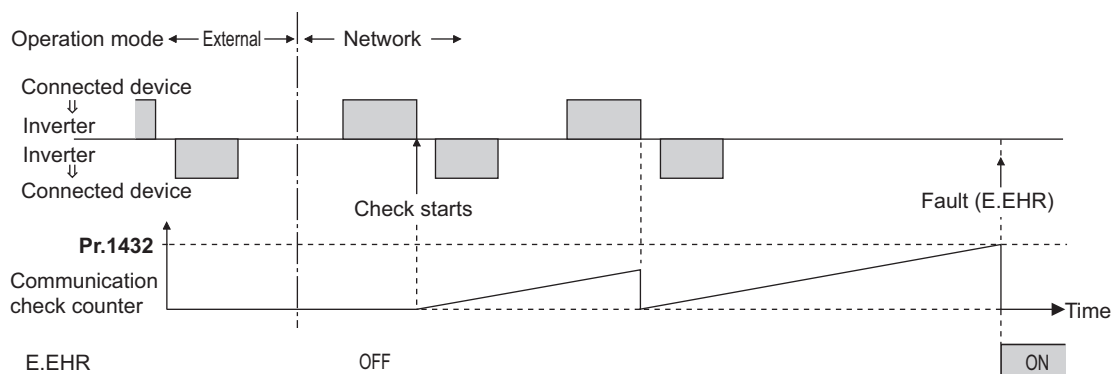 Operation mode External Network
Connected device
⇓
Inverter
Inverter
⇓
Connected device
Check starts
Fault (E.EHR)
Pr.1432
Communication
check counter
Time
E.EHR OFF ON